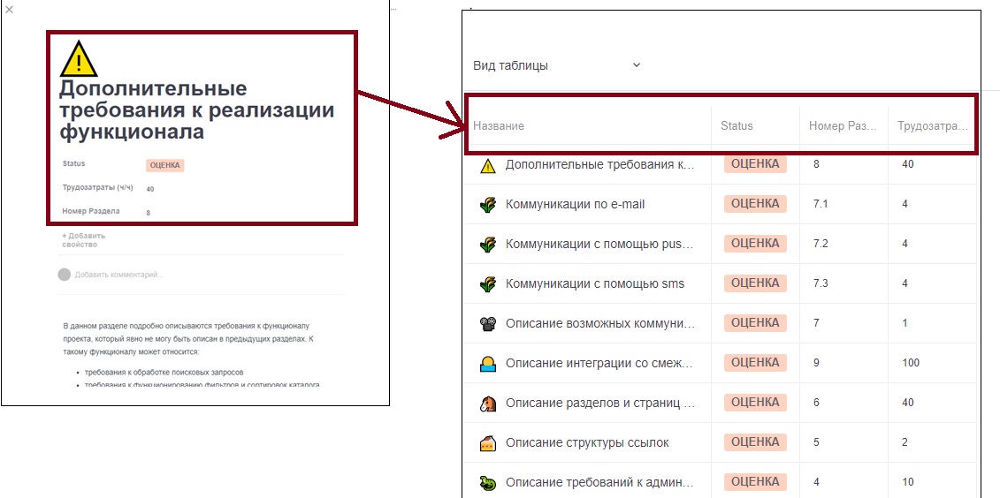 Дополнительные
требования к реализации
функционала
Status ОЦЕНКА
Трудозатраты (ч/ч) 40
Номер Раздела 8
+ Добавить
свойство
Добавить комментарий...
В данном разделе подробно описываются требования к функционалу
проекта, который явно не могу быть описан в предыдущих разделах. К
такому функционалу может относится:
• требования к обработке поисковых запросов
• требования к функционированию фильтров и сортировок каталога
Вид таблицы
Название Status Номер Раз... Трудозатра...
Дополнительные требования к... ОЦЕНКА 8 40
Коммуникации по e-mail ОЦЕНКА 7.1 4
Коммуникации с помощью pus... ОЦЕНКА 7.2 4
Коммуникации с помощью sms ОЦЕНКА 7.3 4
Описание возможных коммуни... ОЦЕНКА 7 1
Описание интеграции со смеж... ОЦЕНКА 9 100
Описание разделов и страниц ... ОЦЕНКА 6 40
Описание структуры ссылок ОЦЕНКА 5 2
Описание требований к админ... ОЦЕНКА 4 10